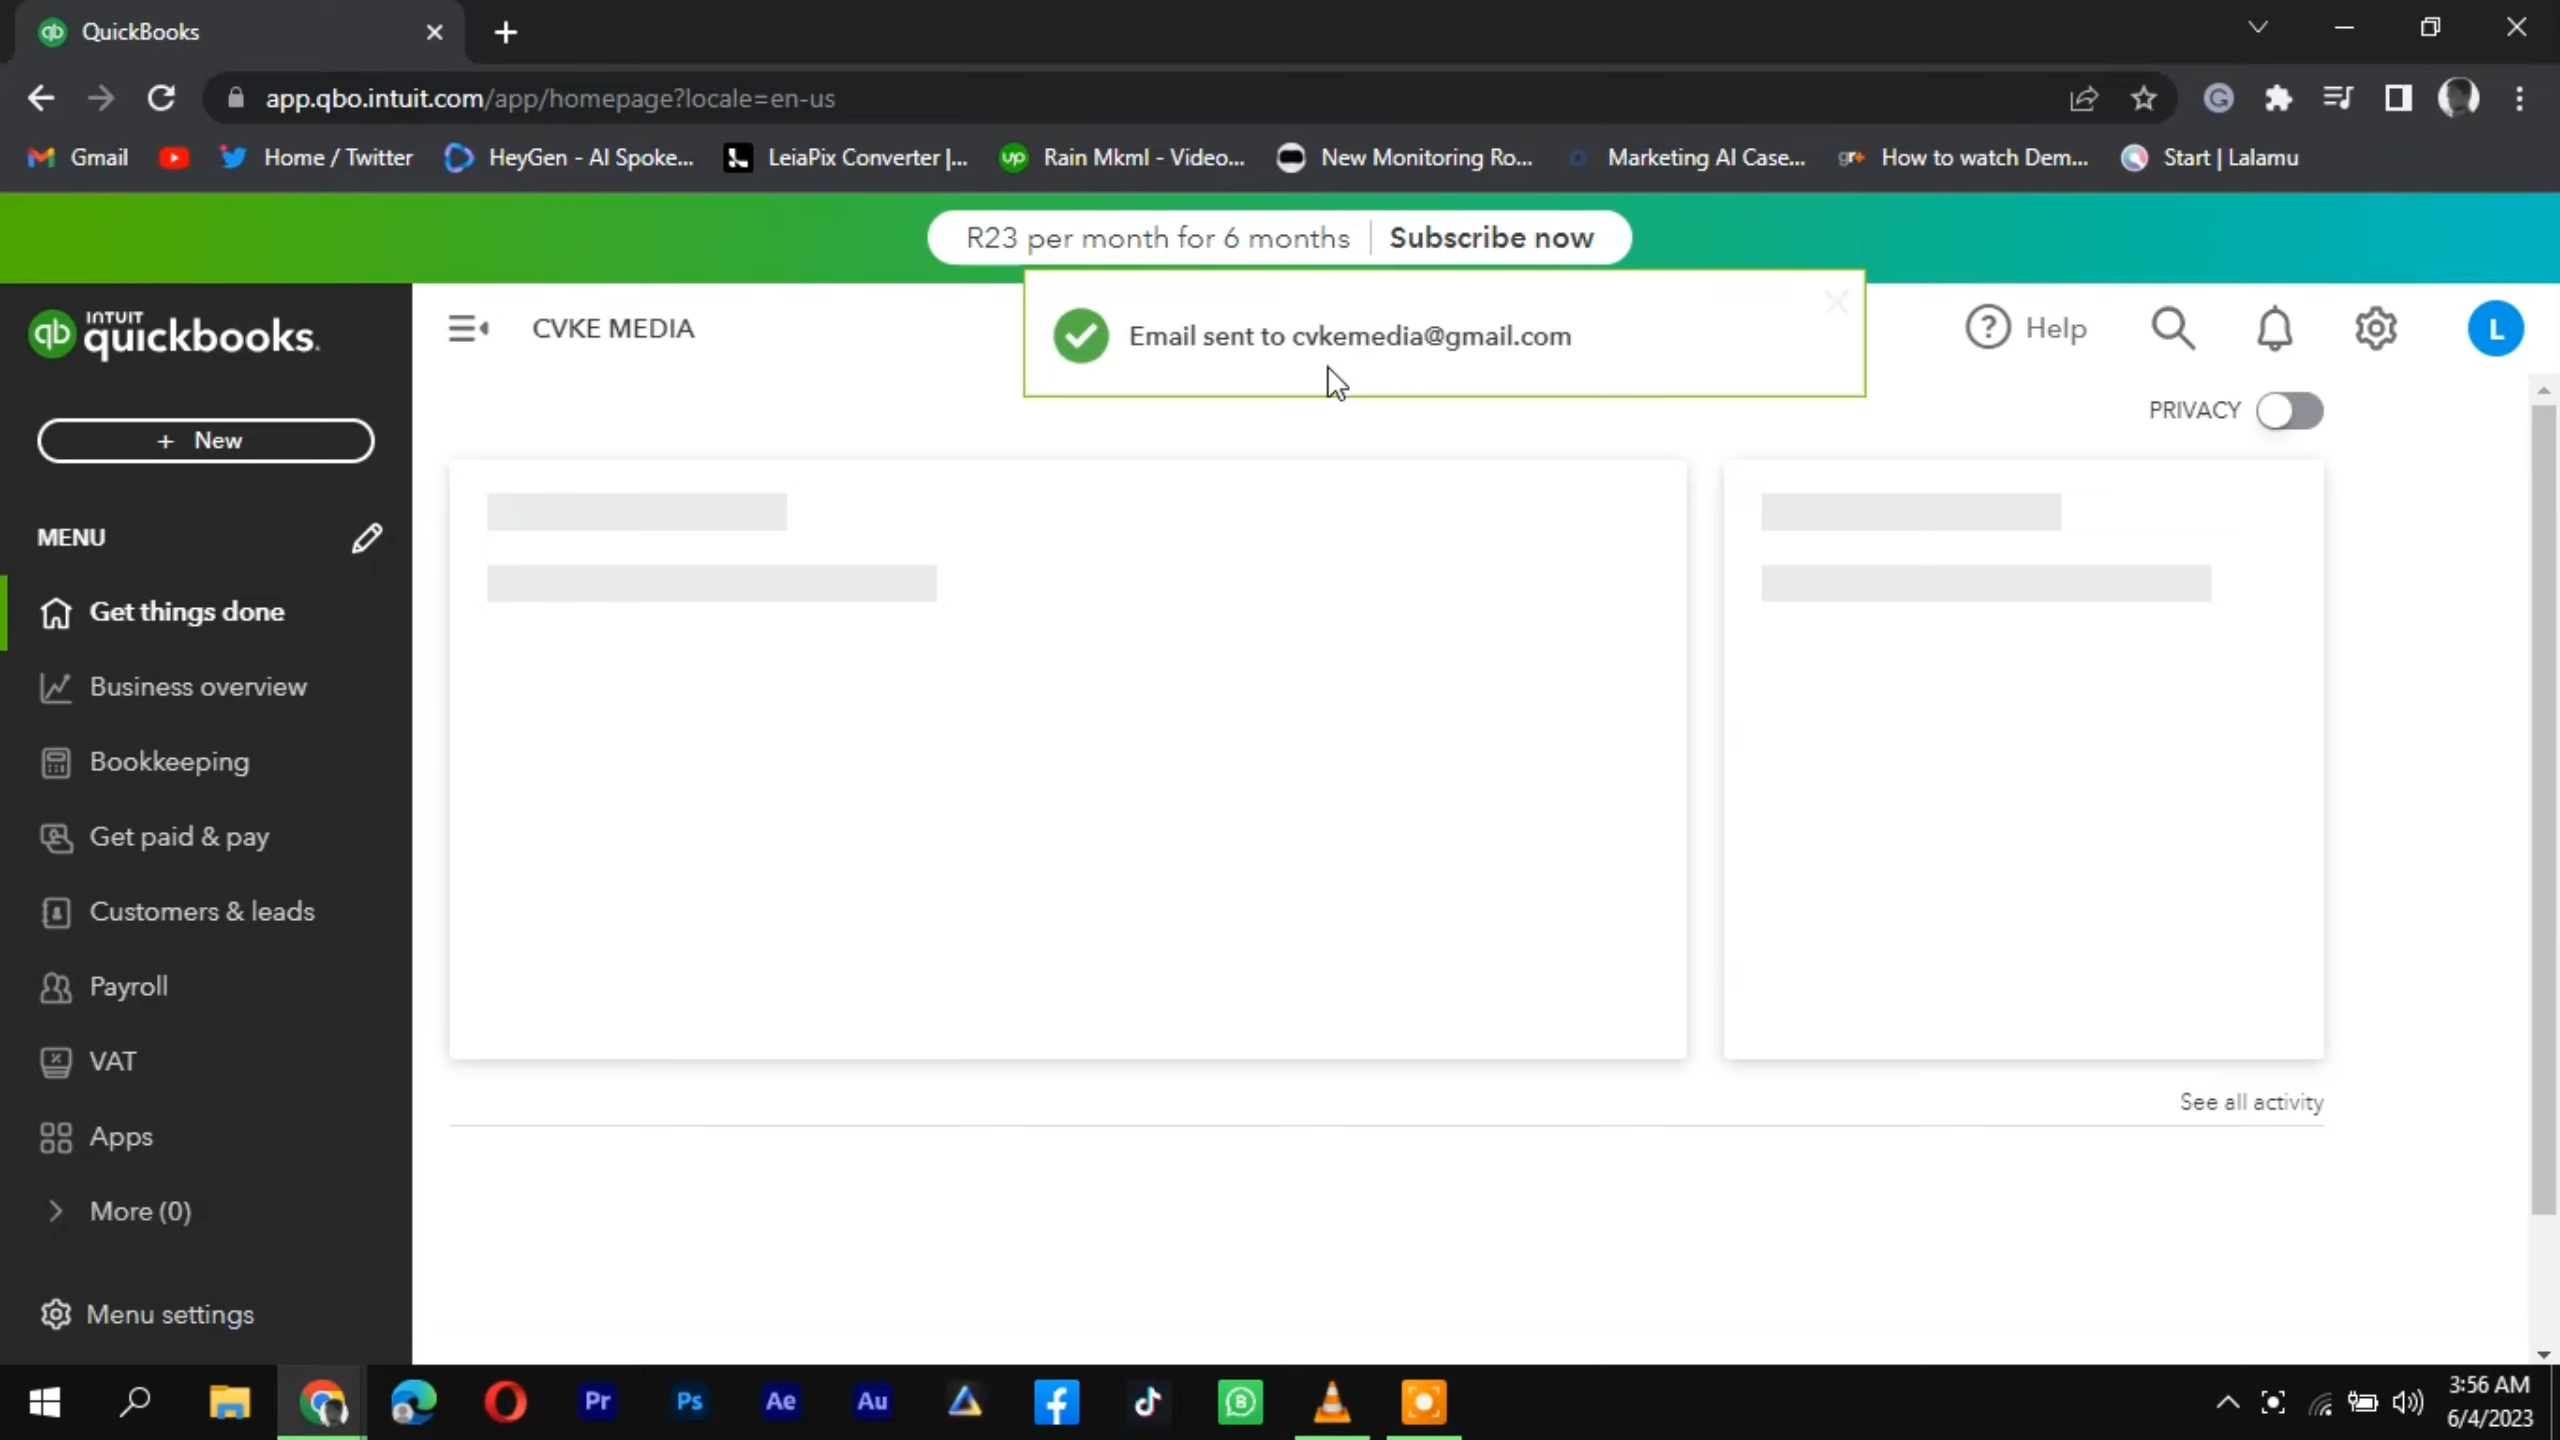 QuickBooks
app.qbo.intuit.com/app/homepage?locale=en-us
Gmail
Home / Twitter
HeyGen - AI Spoke...
LeiaPix Converter |...
up
Rain Mkml - Video...
New Monitoring Ro...
Marketing AI Case...
gr+
How to watch Dem...
Start | Lalamu
R23 per month for 6 months | Subscribe now
qb INTUIT quickbooks.
CVKE MEDIA
Email sent to cvkemedia@gmail.com
Help
L
PRIVACY
+ New
MENU
Get things done
Business overview
Bookkeeping
Get paid & pay
Customers & leads
Payroll
VAT
Apps
More (0)
Menu settings
See all activity
Pr
Ps
Ae
Au
3:56 AM
6/4/2023